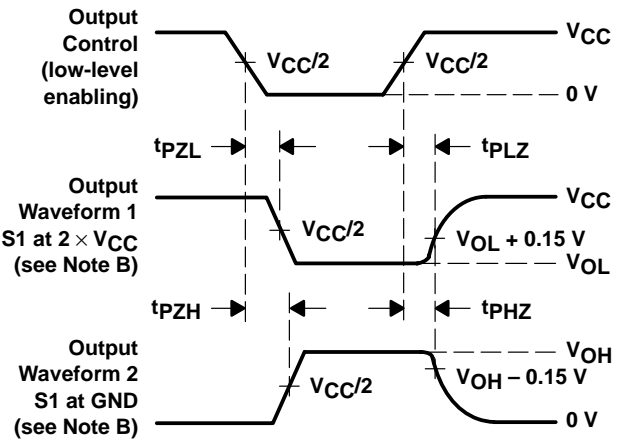 Output
Control
(low-level
enabling)
VCC
VCC/2
VCC/2
0 V
tPZL
tPLZ
Output
Waveform 1
S1 at 2 × VCC
(see Note B)
VCC
VCC/2
VOL + 0.15 V
VOL
tPZH
tPHZ
Output
Waveform 2
S1 at GND
(see Note B)
VOH
VCC/2
VOH – 0.15 V
0 V